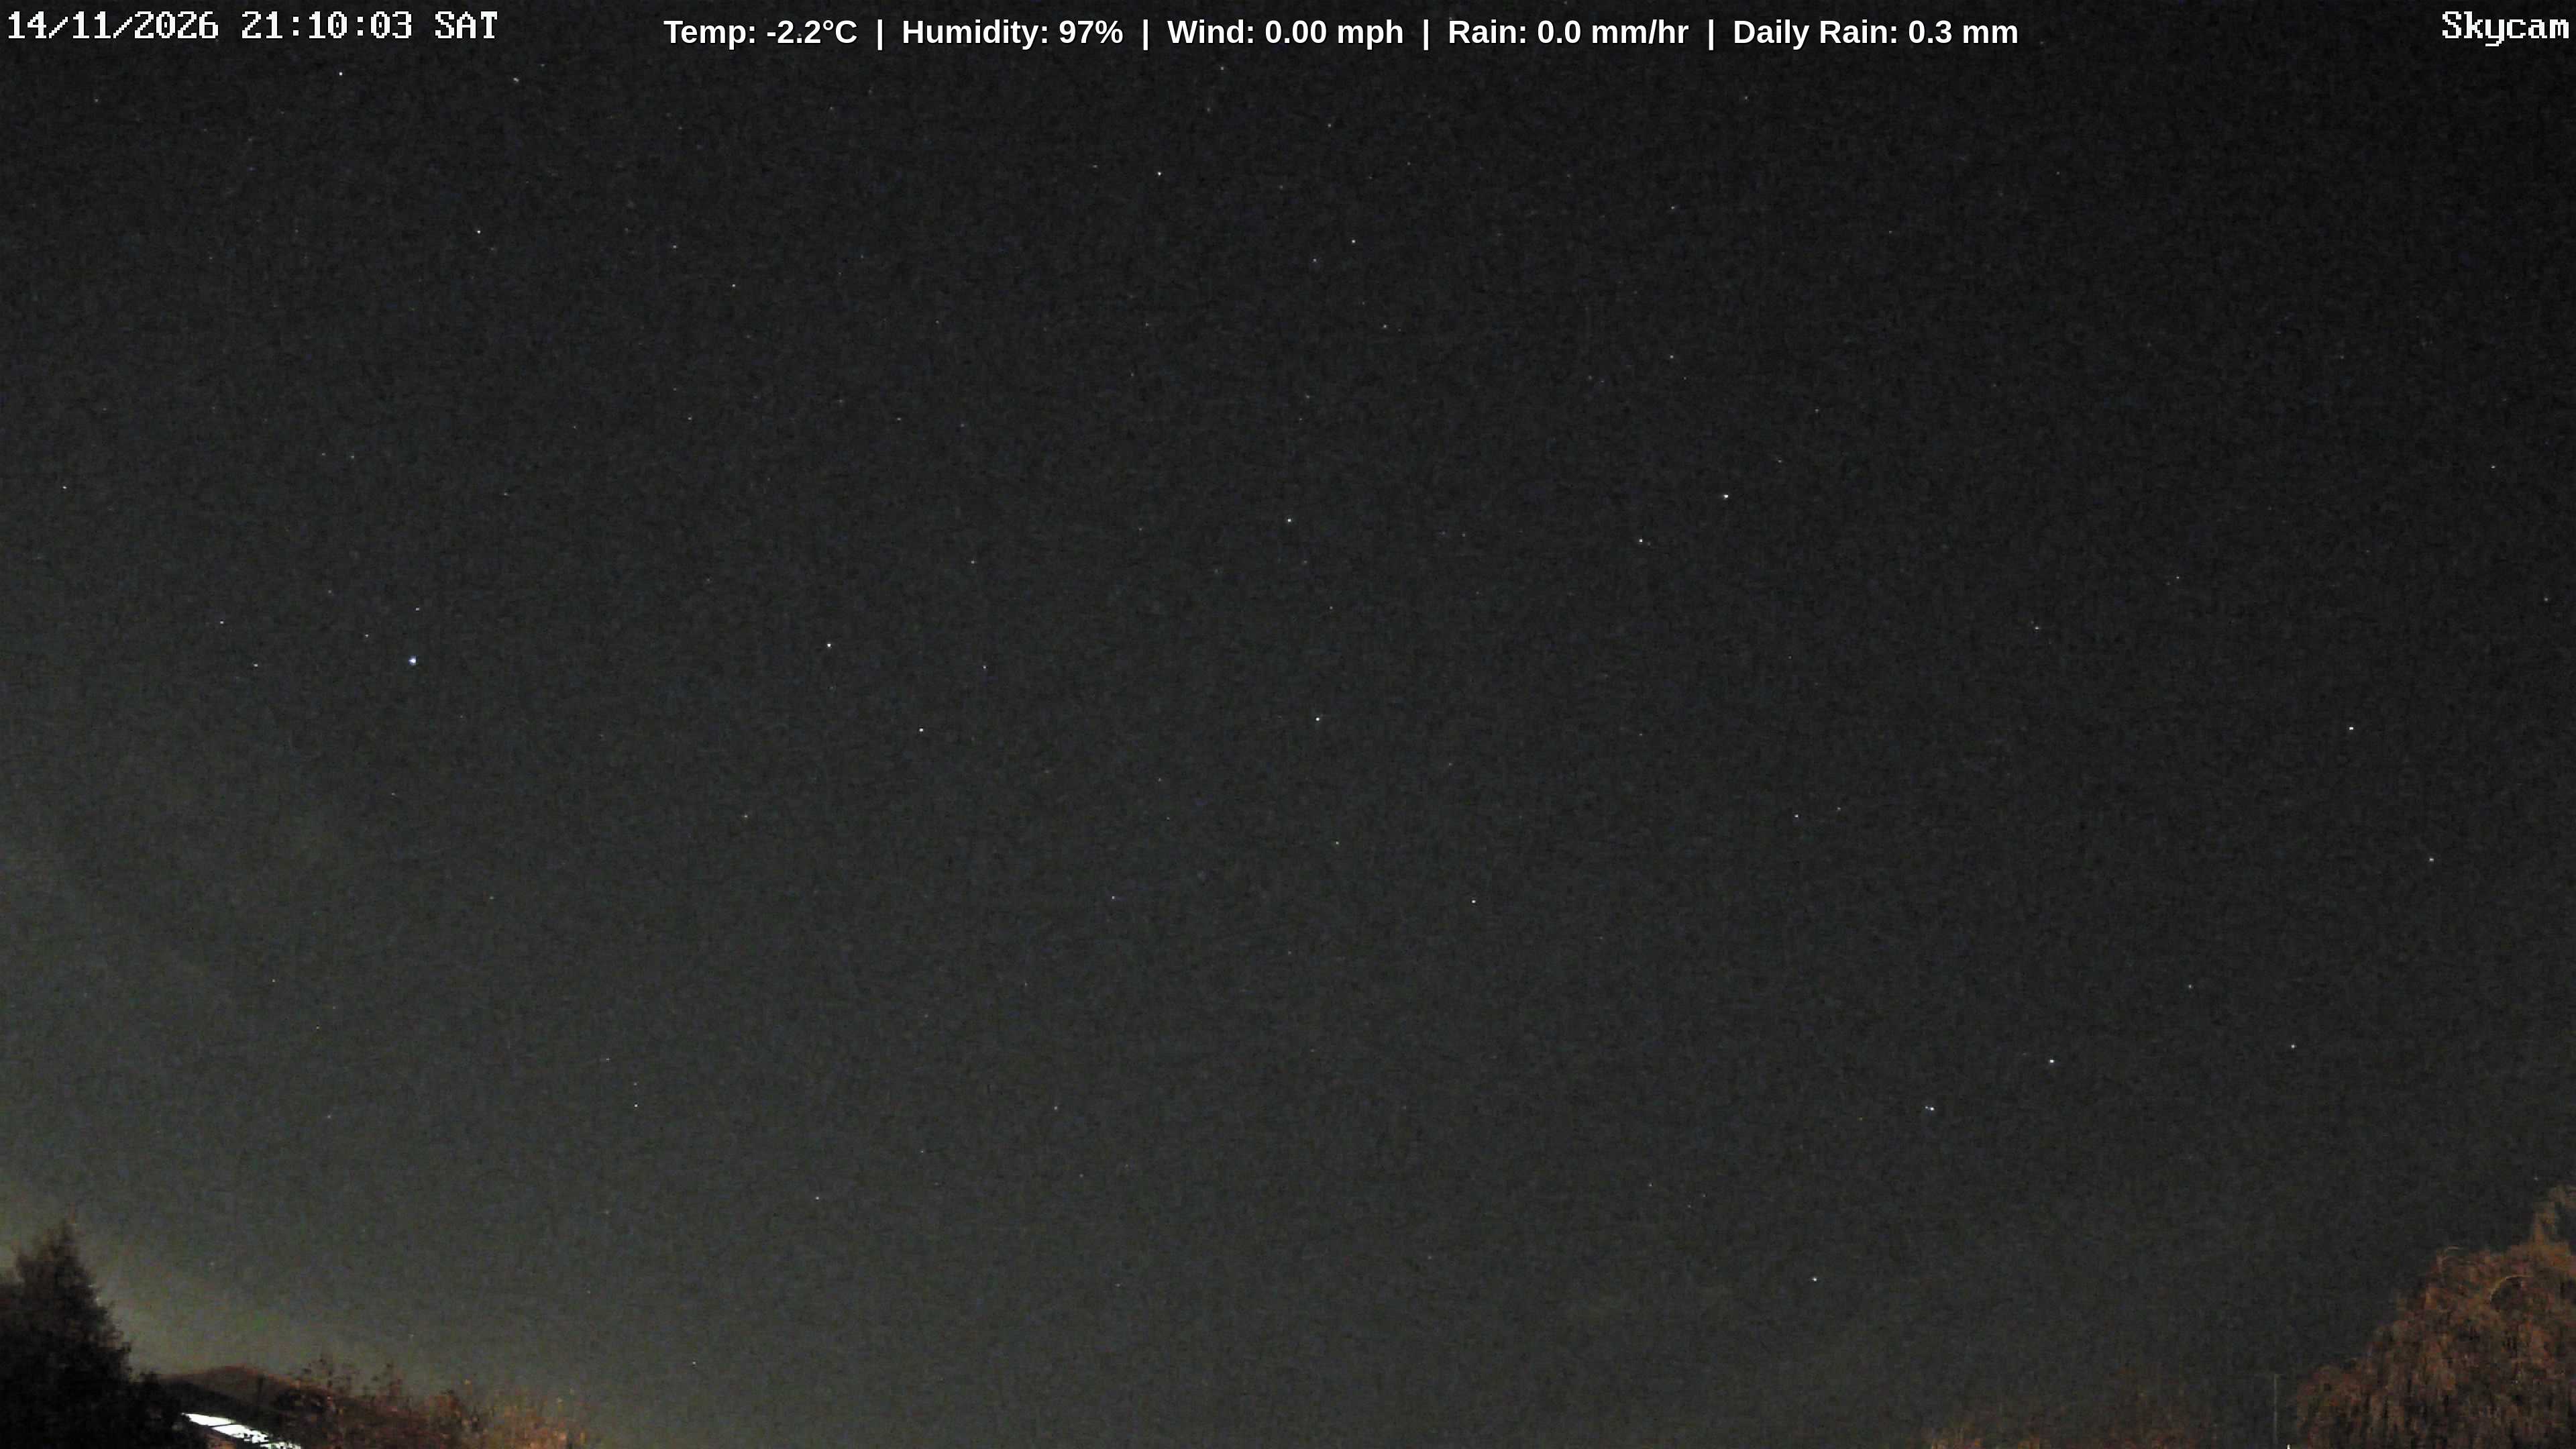 14/11/2026 21:10:03 SAT
Temp: -2.2°C | Humidity: 97% | Wind: 0.00 mph | Rain: 0.0 mm/hr | Daily Rain: 0.3 mm
Skycam